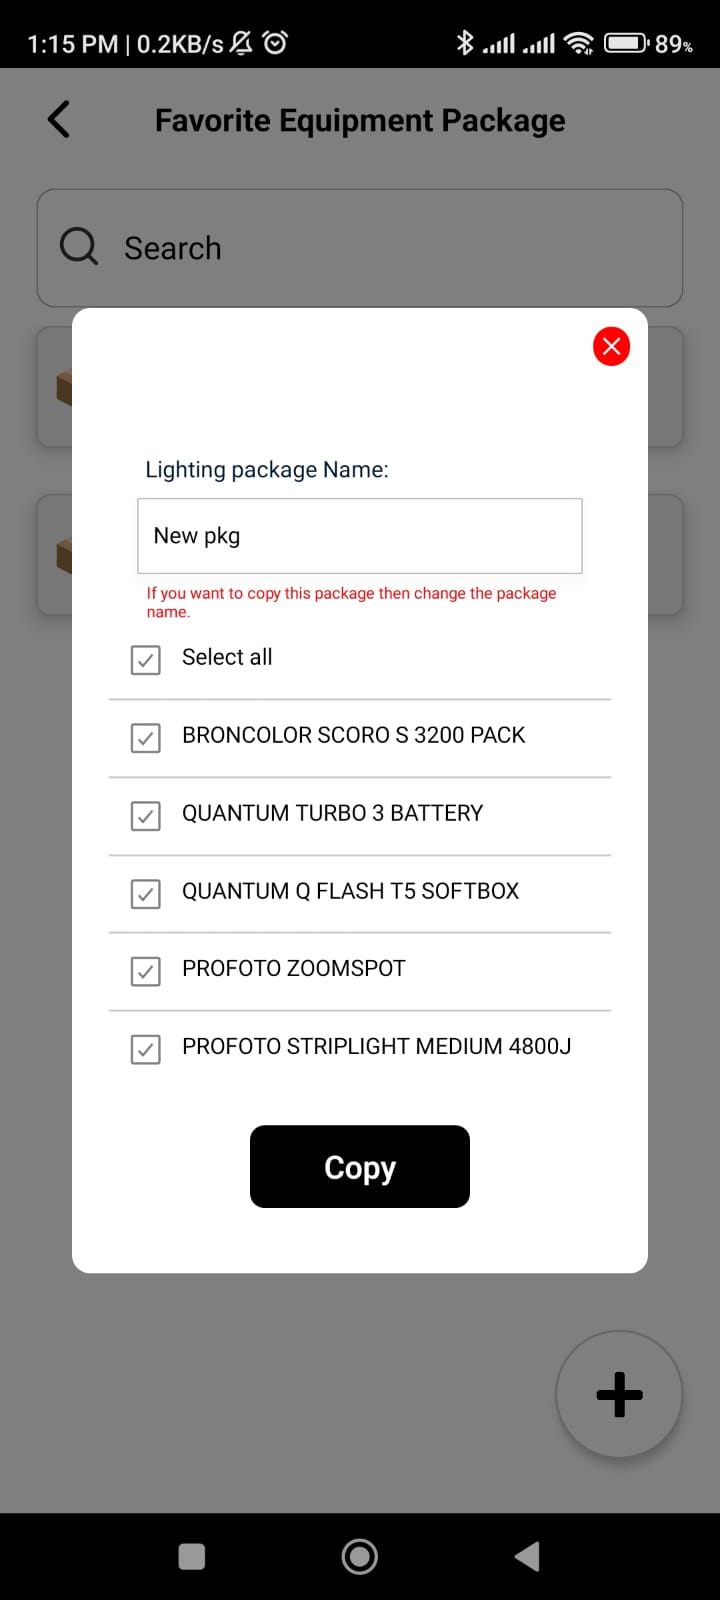 1:15 PM | 0.2KB/s 89%
Favorite Equipment Package
Search
Lighting package Name:
New pkg
If you want to copy this package then change the package
name.
Select all
BRONCOLOR SCORO S 3200 PACK
QUANTUM TURBO 3 BATTERY
QUANTUM Q FLASH T5 SOFTBOX
PROFOTO ZOOMSPOT
PROFOTO STRIPLIGHT MEDIUM 4800J
Copy